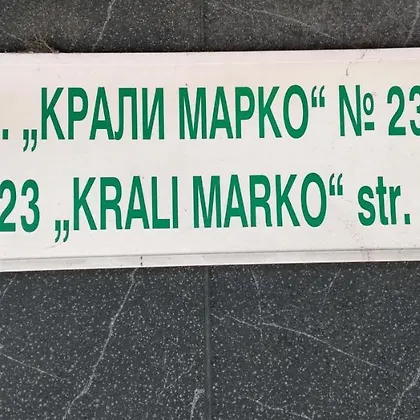 . „КРАЛИ МАРКО“ № 23
23 „KRALI MARKO“ str.